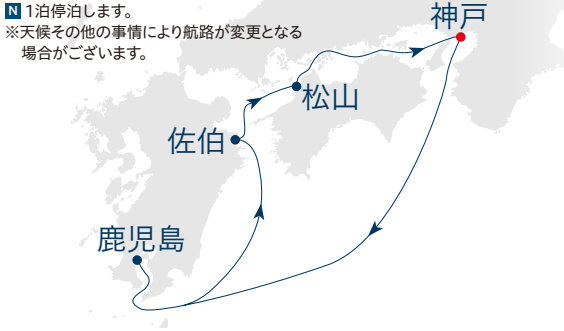 N 1泊停泊します。
※天候その他の事情により航路が変更となる
場合がございます。
神戸
松山
佐伯
鹿児島